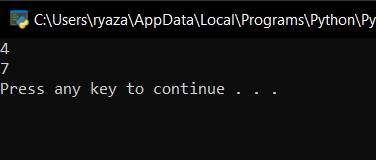 C:\Users\ryaza\AppData\Local\Programs\Python\Py
4
7
Press any key to continue . . .